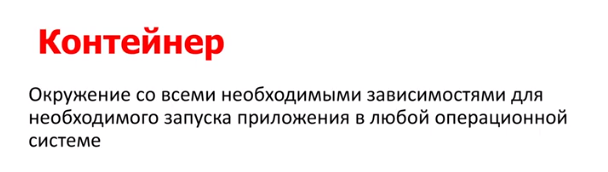 Контейнер
Окружение со всеми необходимыми зависимостями для
необходимого запуска приложения в любой операционной
системе